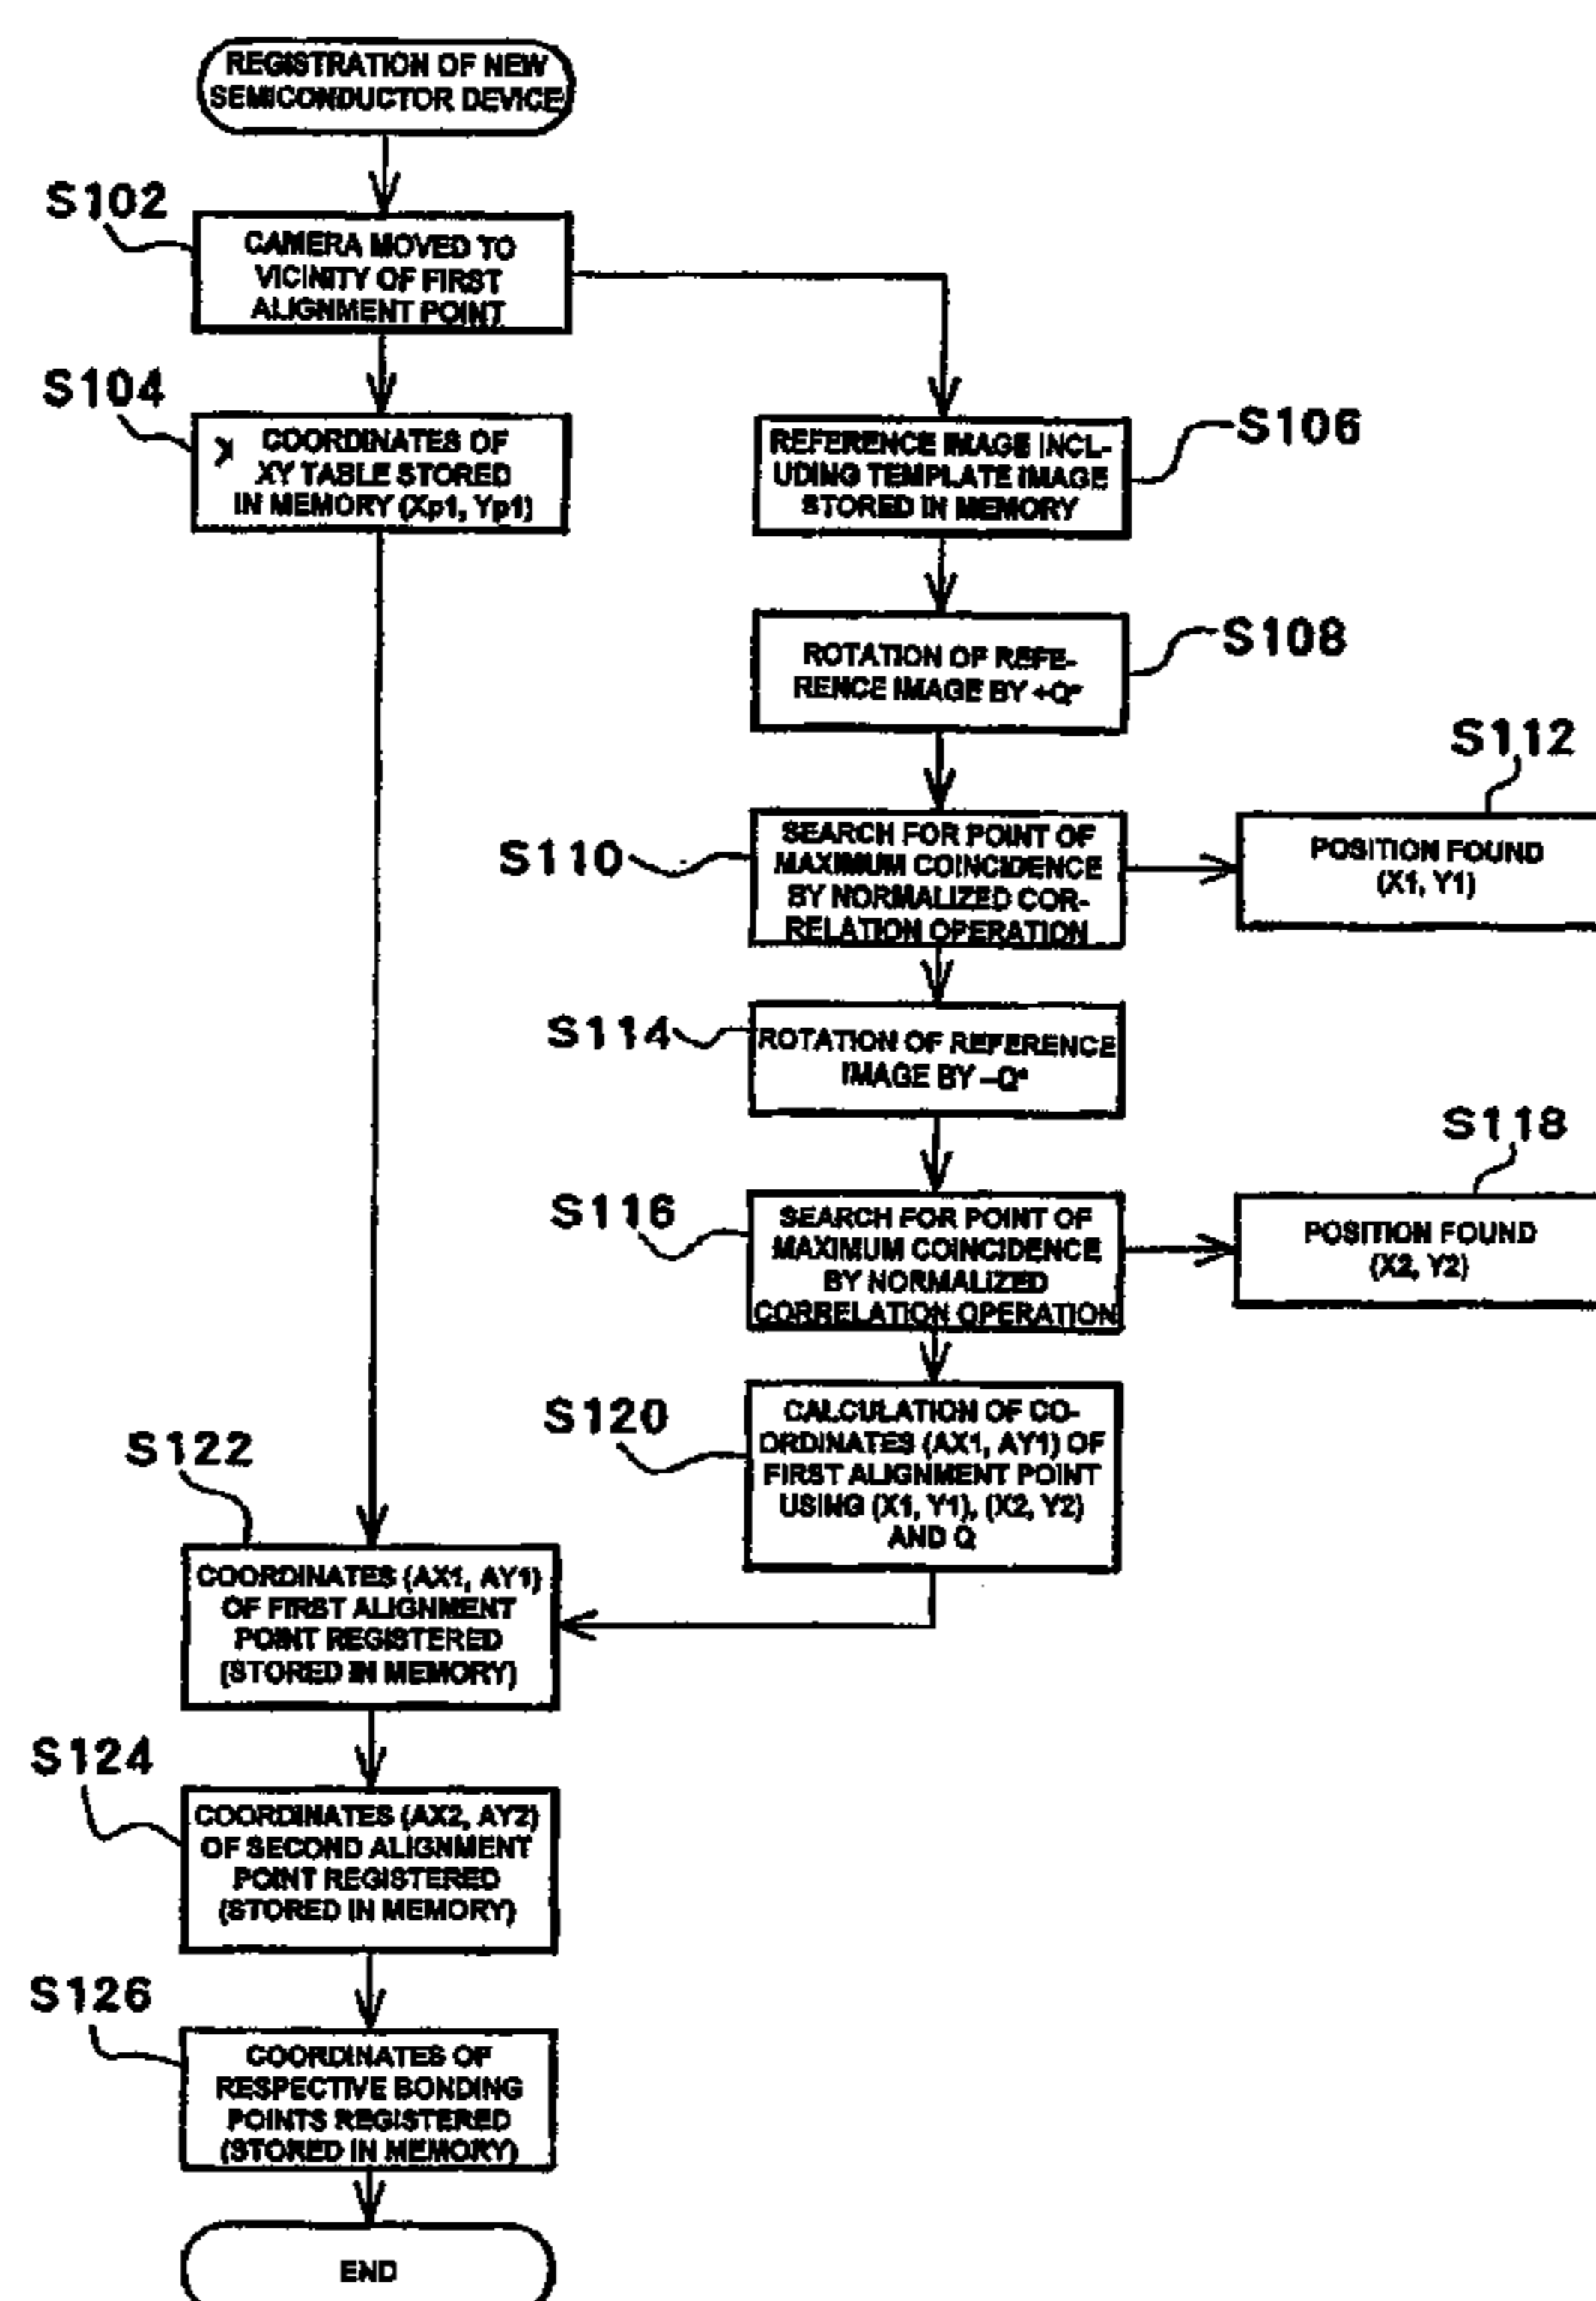 REGISTRATION OF NEW
SEMICONDUCTOR DEVICE
S102
CAMERA MOVED TO
VICINITY OF FIRST
ALIGNMENT POINT
S104
COORDINATES OF
XY TABLE STORED
IN MEMORY (Xp1, Yp1)
REFERENCE IMAGE INCL-
UDING TEMPLATE IMAGE
STORED IN MEMORY
S106
ROTATION OF REFE-
RENCE IMAGE BY +Q°
S108
S110
SEARCH FOR POINT OF
MAXIMUM COINCIDENCE
BY NORMALIZED COR-
RELATION OPERATION
S112
POSITION FOUND
(X1, Y1)
S114
ROTATION OF REFERENCE
IMAGE BY –Q°
S116
SEARCH FOR POINT OF
MAXIMUM COINCIDENCE
BY NORMALIZED
CORRELATION OPERATION
S118
POSITION FOUND
(X2, Y2)
S120
CALCULATION OF CO-
ORDINATES (AX1, AY1) OF
FIRST ALIGNMENT POINT
USING (X1, Y1), (X2, Y2)
AND Q
S122
COORDINATES (AX1, AY1)
OF FIRST ALIGNMENT
POINT REGISTERED
(STORED IN MEMORY)
S124
COORDINATES (AX2, AY2)
OF SECOND ALIGNMENT
POINT REGISTERED
(STORED IN MEMORY)
S126
COORDINATES OF
RESPECTIVE BONDING
POINTS REGISTERED
(STORED IN MEMORY)
END